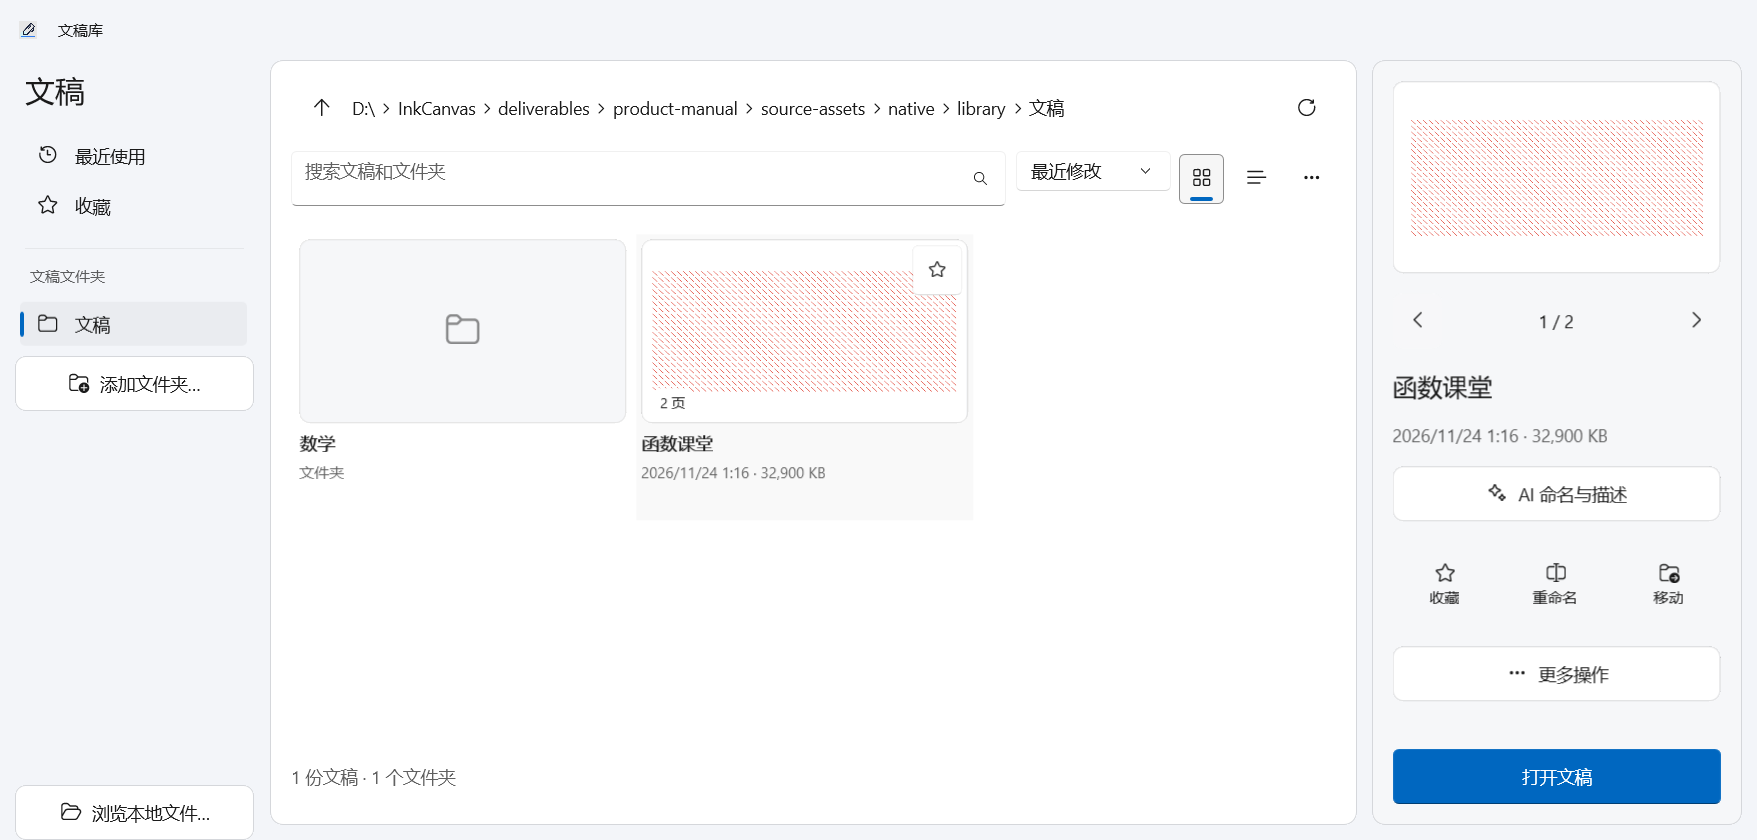 文稿库
文稿
最近使用
收藏
文稿文件夹
文稿
添加文件夹...
浏览本地文件...
D:\ > InkCanvas > deliverables > product-manual > source-assets > native > library > 文稿
搜索文稿和文件夹
最近修改
数学
文件夹
2 页
函数课堂
2026/11/24 1:16 · 32,900 KB
1 份文稿 · 1 个文件夹
1 / 2
函数课堂
2026/11/24 1:16 · 32,900 KB
AI 命名与描述
收藏
重命名
移动
更多操作
打开文稿